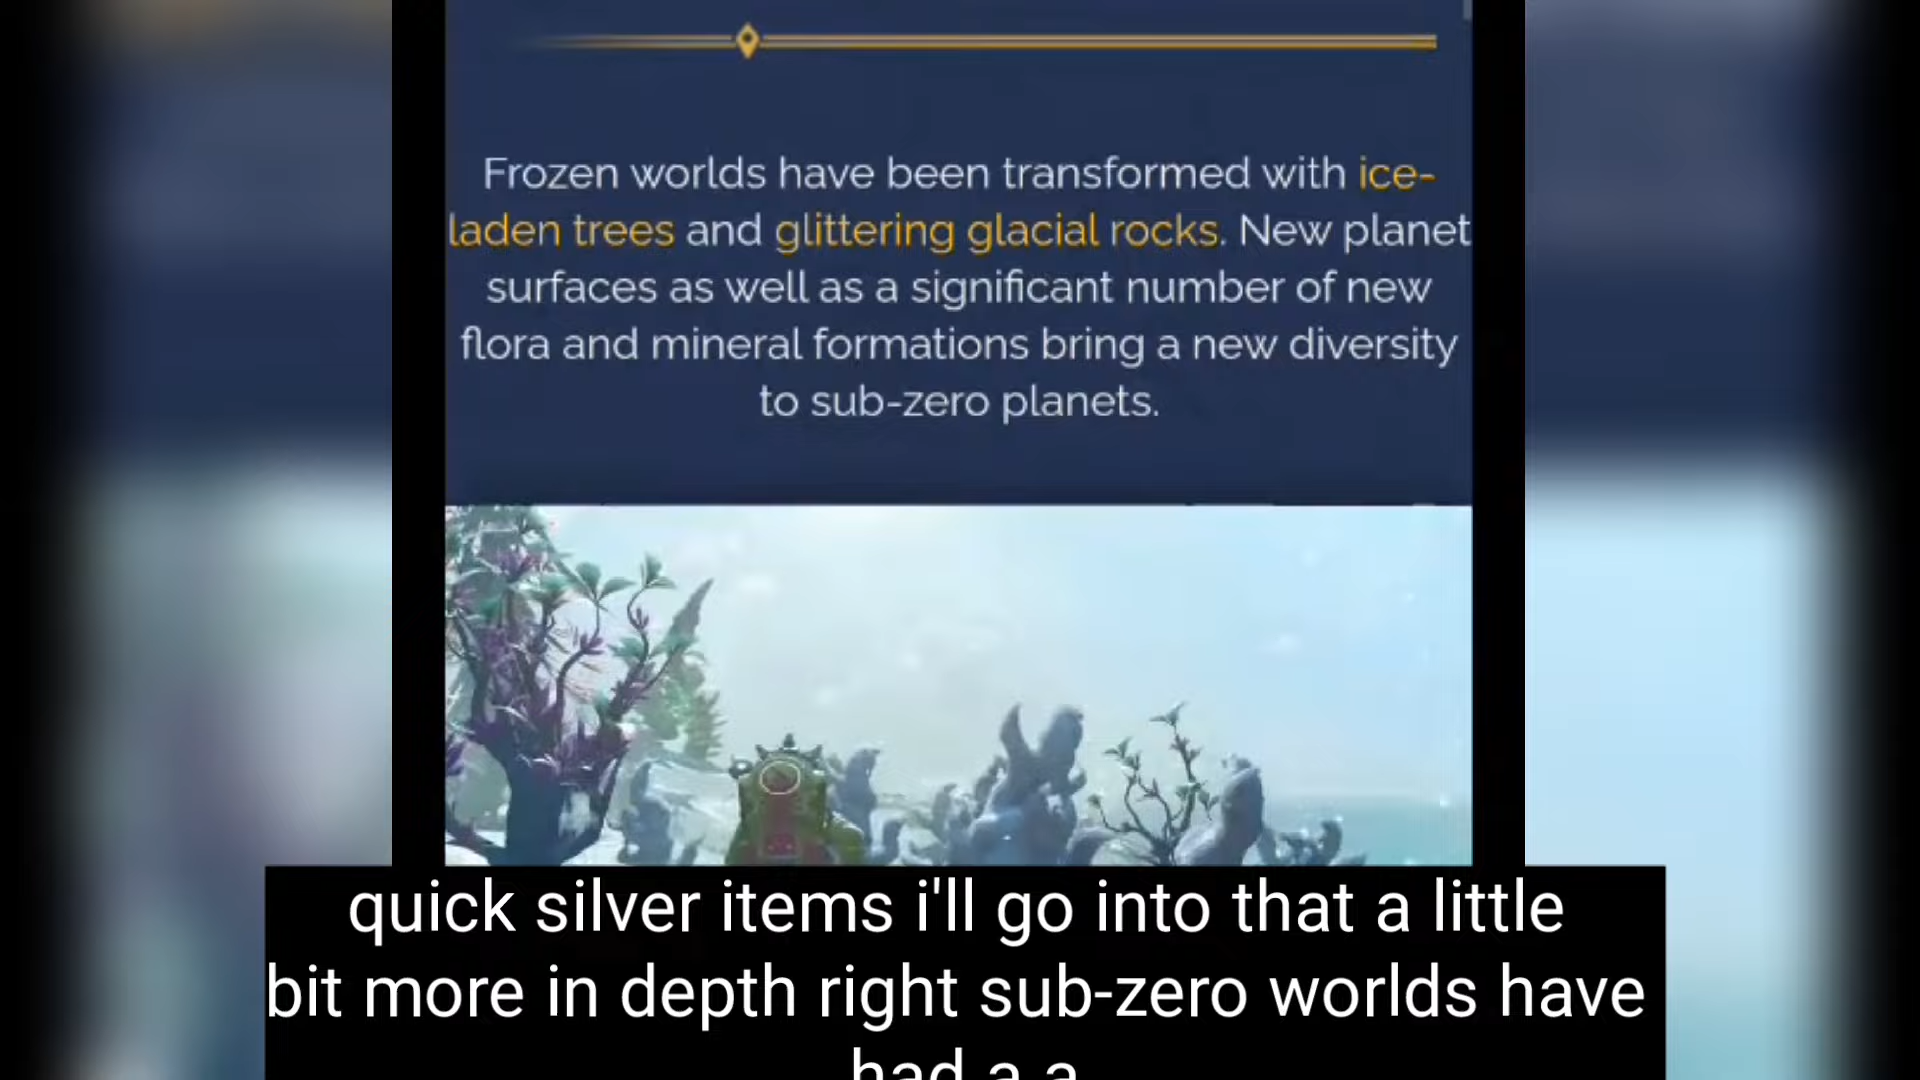 Frozen worlds have been transformed with ice-
laden trees and glittering glacial rocks. New planet
surfaces as well as a significant number of new
flora and mineral formations bring a new diversity
to sub-zero planets.
quick silver items i'll go into that a little
bit more in depth right sub-zero worlds have
had a a